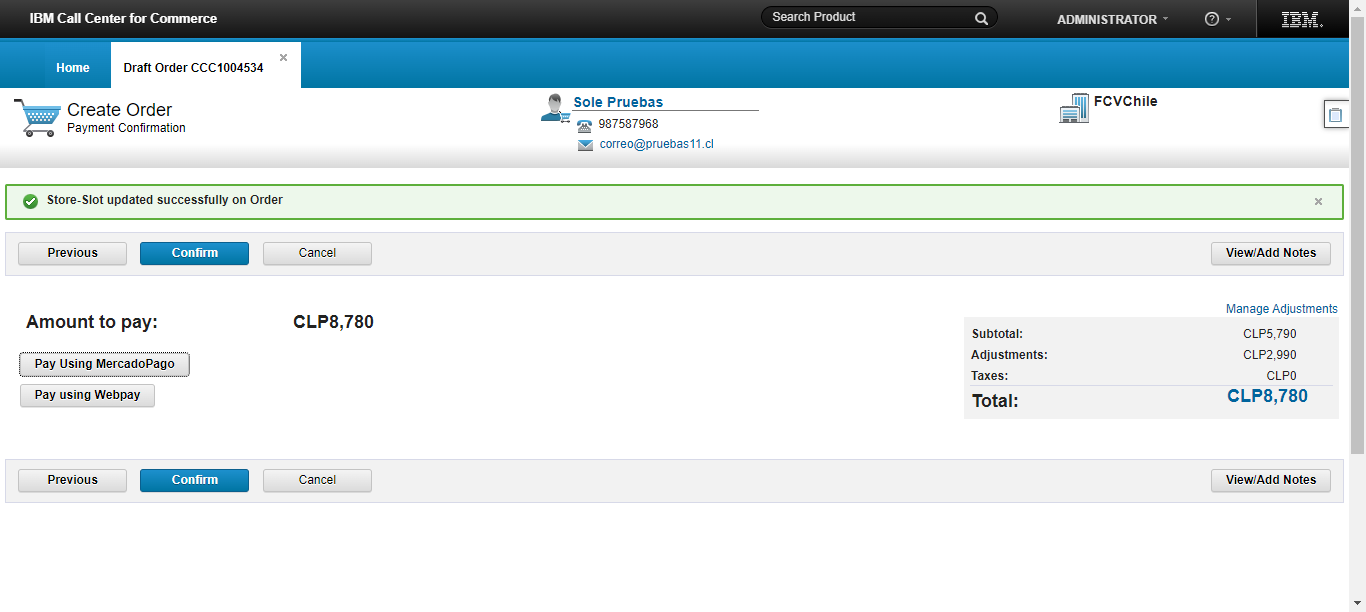 IBM Call Center for Commerce
Search Product
ADMINISTRATOR
IBM.
Home
Draft Order CCC1004534
Create Order
Payment Confirmation
Sole Pruebas
987587968
correo@pruebas11.cl
FCVChile
Store-Slot updated successfully on Order
Previous
Confirm
Cancel
View/Add Notes
Amount to pay: CLP8,780
Pay Using MercadoPago
Pay using Webpay
Manage Adjustments
Subtotal: CLP5,790
Adjustments: CLP2,990
Taxes: CLP0
Total: CLP8,780
Previous
Confirm
Cancel
View/Add Notes